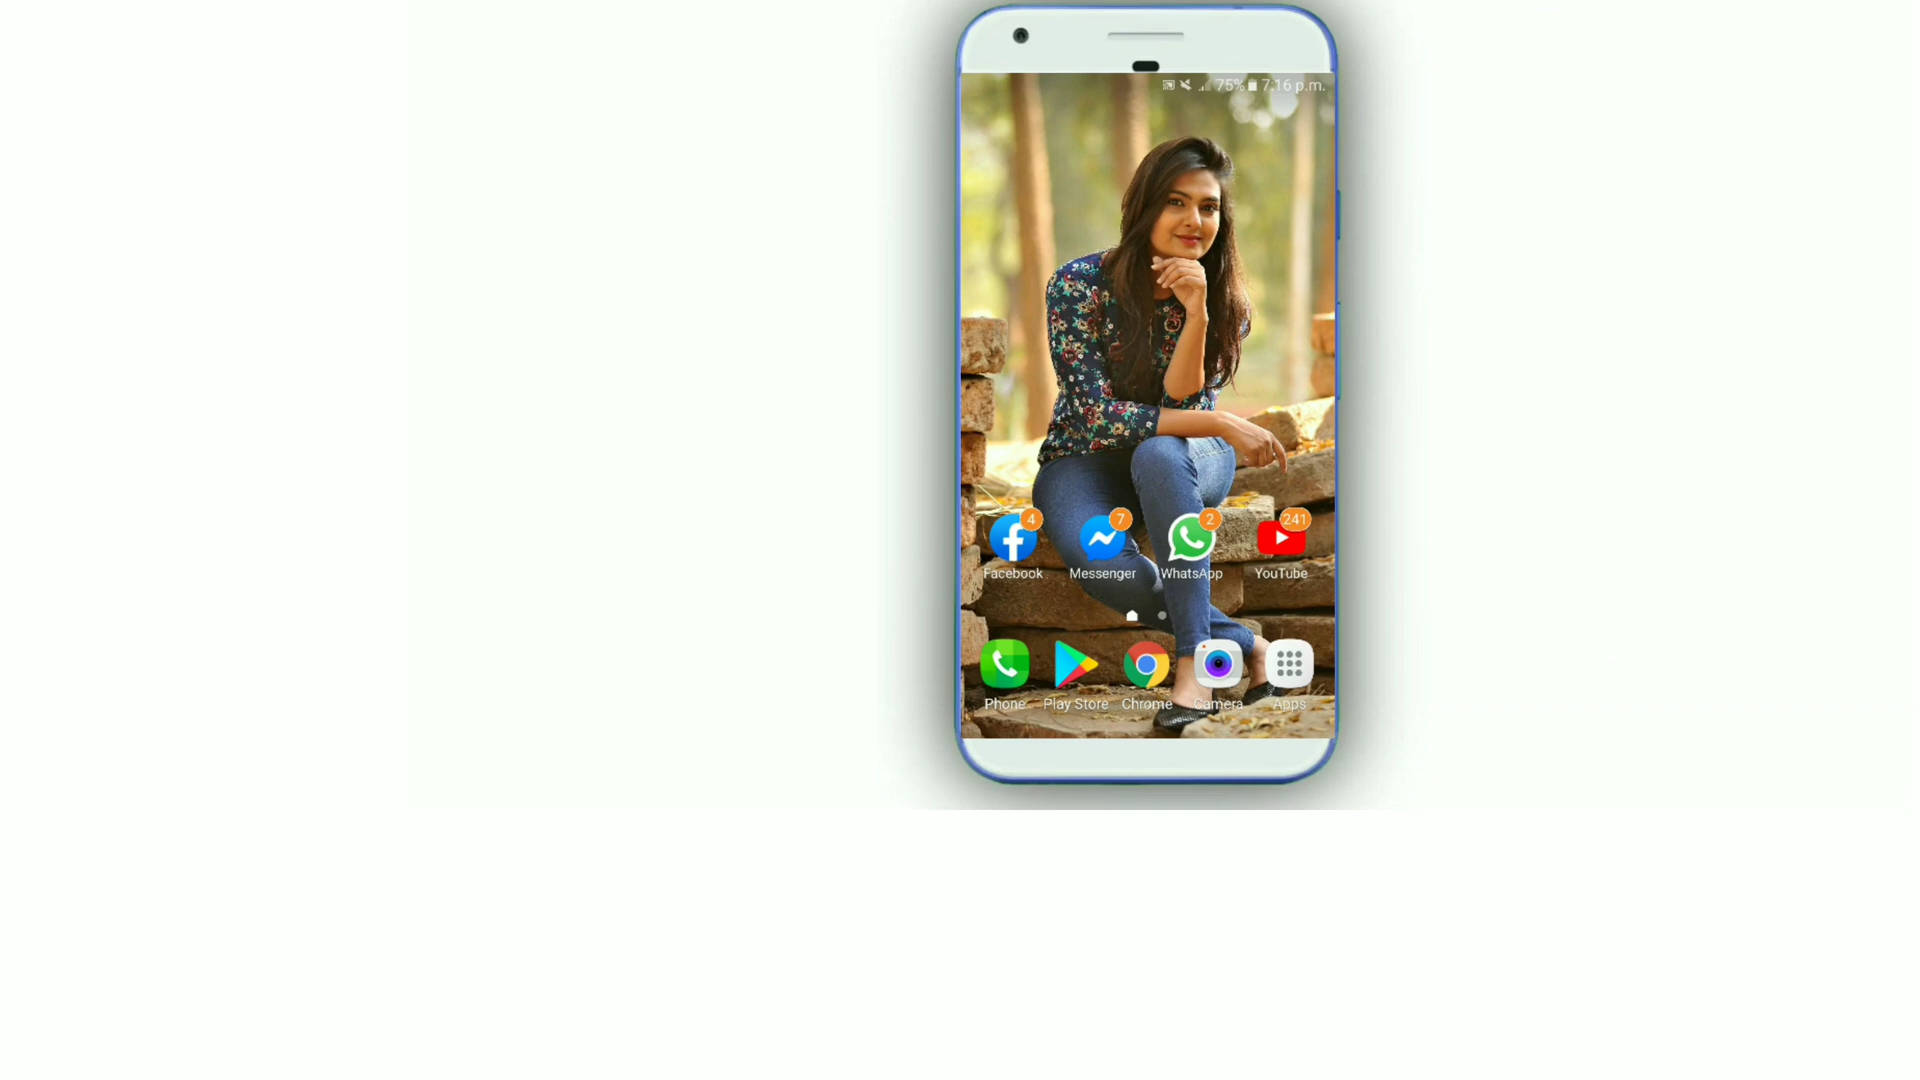 75% 7:16 p.m.
4 7 2 241
Facebook Messenger WhatsApp YouTube
Phone Play Store Chrome Camera Apps